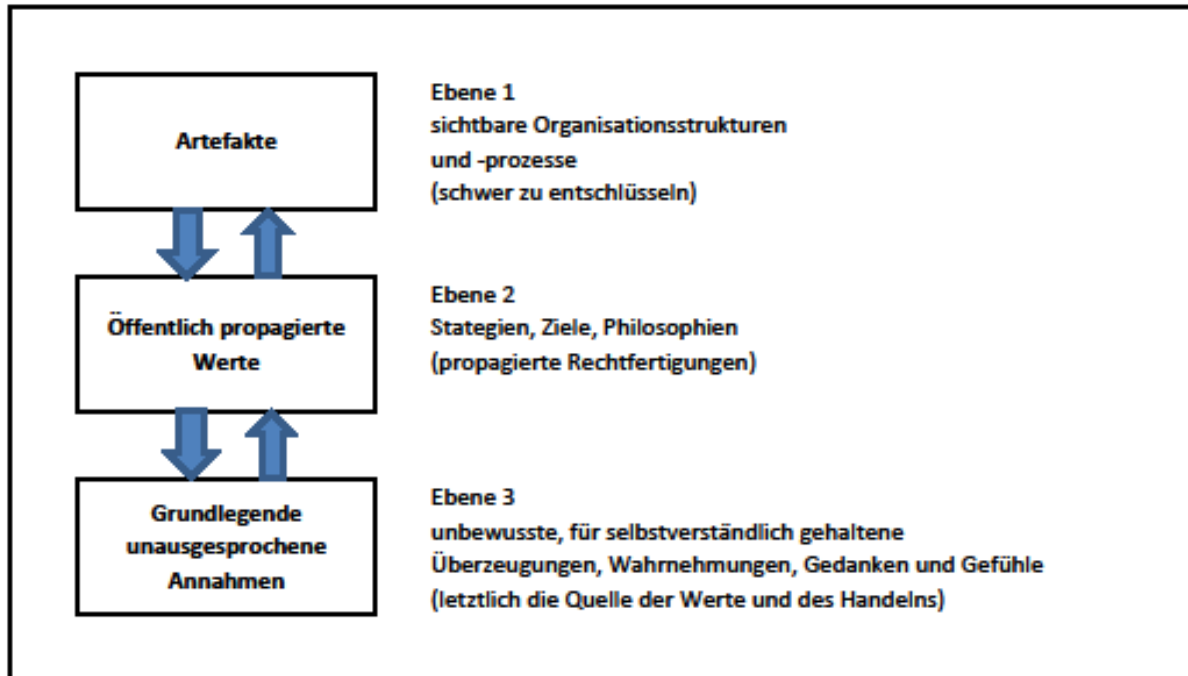 Artefakte
Ebene 1
sichtbare Organisationsstrukturen
und -prozesse
(schwer zu entschlüsseln)
Öffentlich propagierte
Werte
Ebene 2
Stategien, Ziele, Philosophien
(propagierte Rechtfertigungen)
Grundlegende
unausgesprochene
Annahmen
Ebene 3
unbewusste, für selbstverständlich gehaltene
Überzeugungen, Wahrnehmungen, Gedanken und Gefühle
(letztlich die Quelle der Werte und des Handelns)